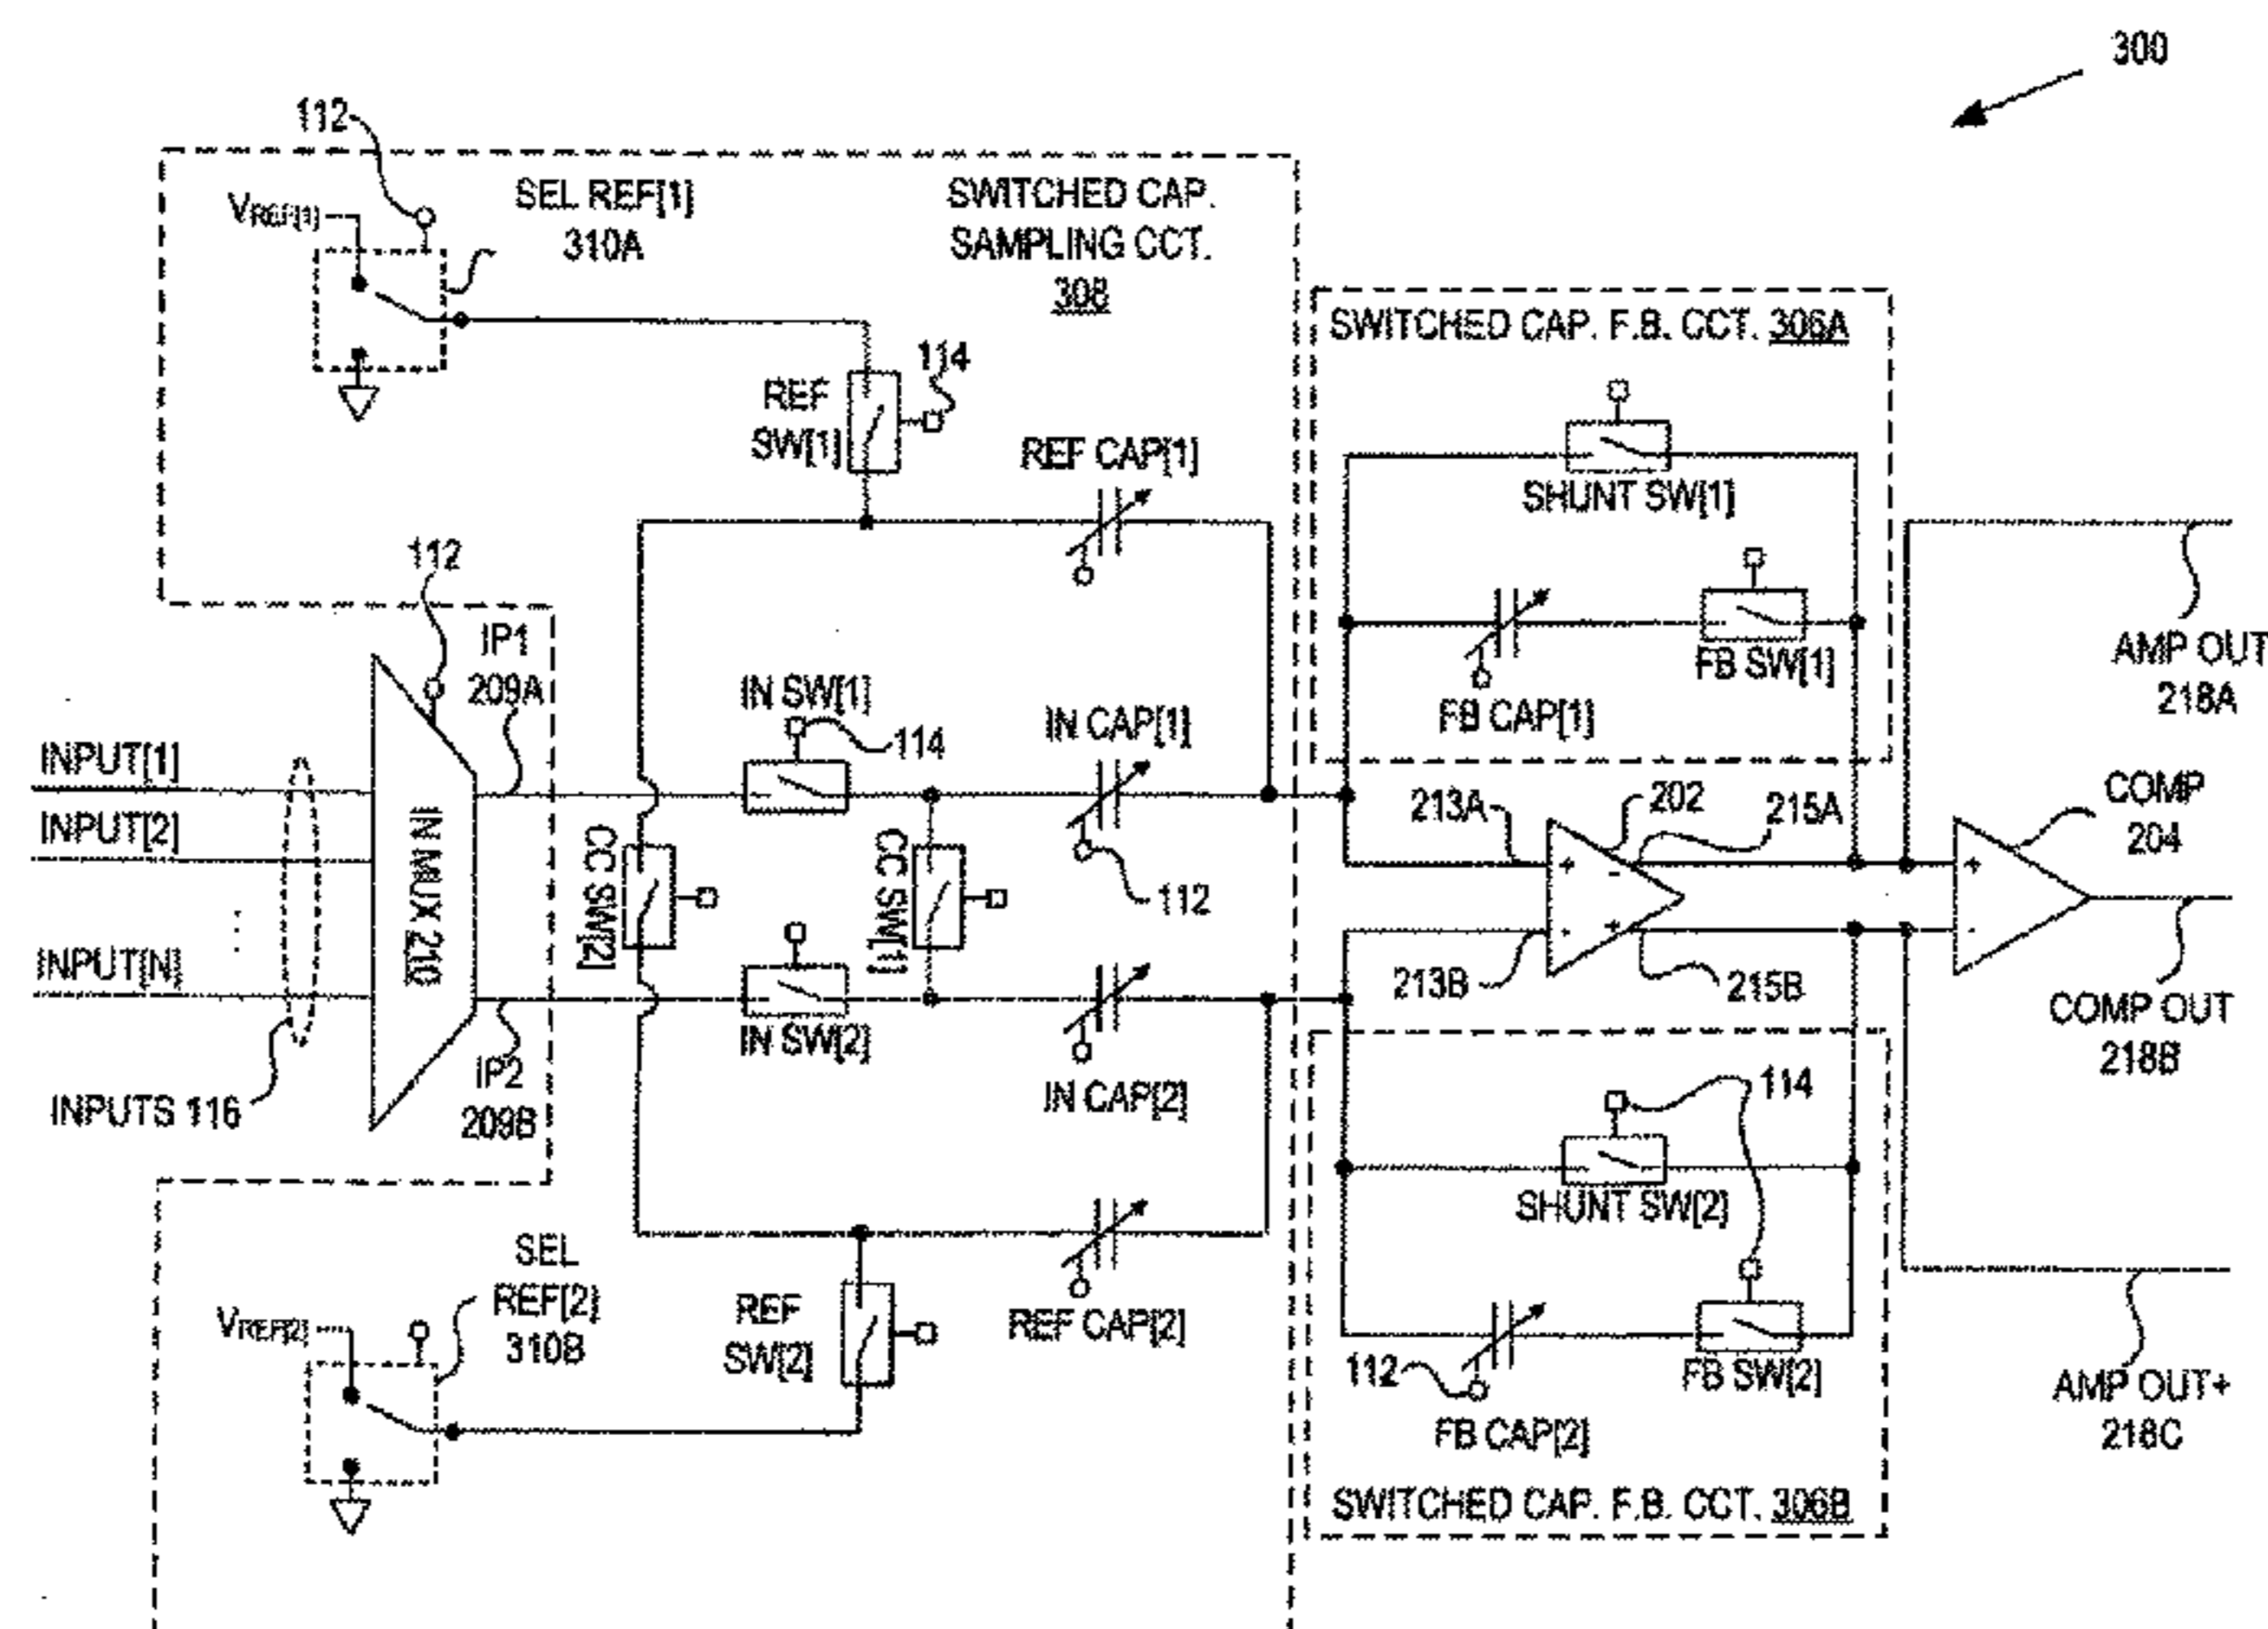 300
112
SEL REF[1]
310A
SWITCHED CAP.
SAMPLING CCT.
308
VREF[1]
SWITCHED CAP. F.B. CCT. 306A
114
REF
SW[1]
REF CAP[1]
SHUNT SW[1]
112
IP1
209A
IN SW[1]
114
IN CAP[1]
FB CAP[1]
FB SW[1]
AMP OUT
218A
INPUT[1]
INPUT[2]
INPUT[N]
IN MUX 210
CC SW[2]
CC SW[1]
112
213A
202
215A
COMP
204
213B
215B
COMP OUT
218B
INPUTS 116
IP2
209B
IN SW[2]
IN CAP[2]
114
SHUNT SW[2]
SEL
REF[2]
310B
VREF[2]
REF
SW[2]
REF CAP[2]
112
FB CAP[2]
FB SW[2]
AMP OUT+
218C
SWITCHED CAP. F.B. CCT. 306B